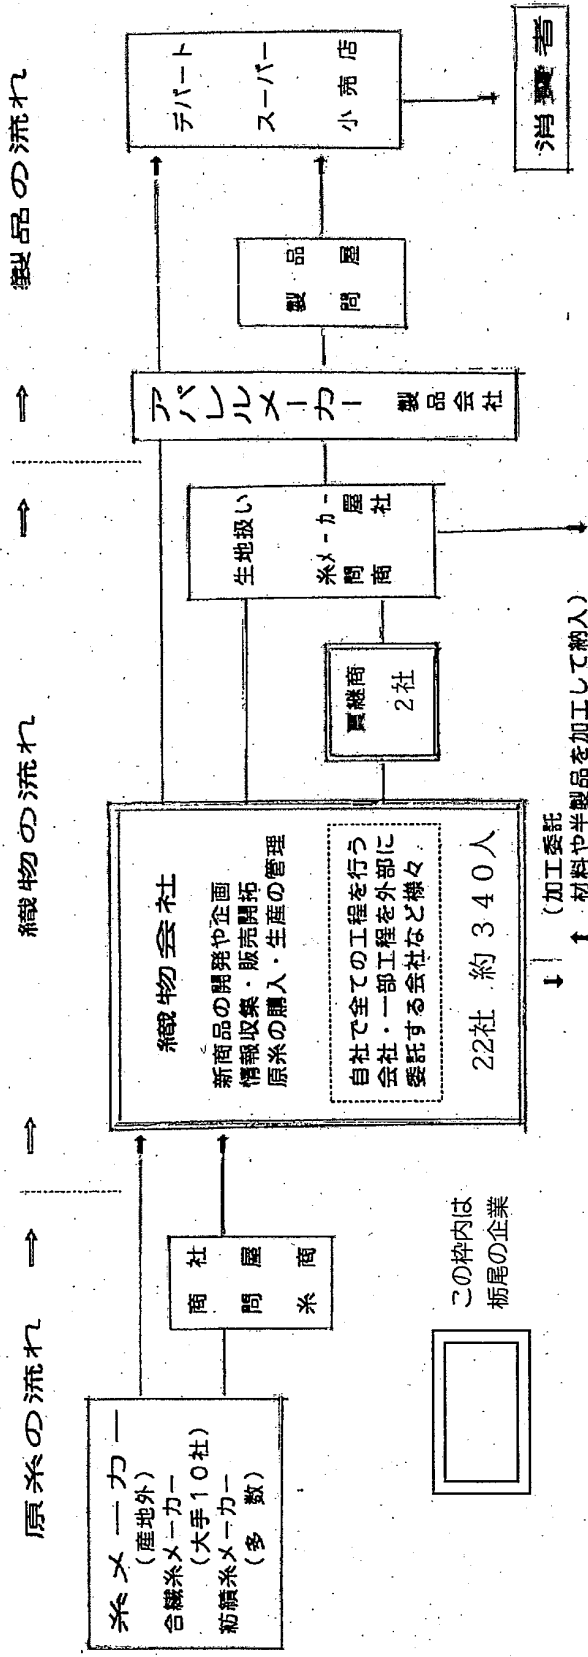 原糸の流れ ⇒ ⇒ 織物の流れ ⇒ ⇒ 製品の流れ
糸メーカー
(産地外)
合繊糸メーカー
(大手10社)
紡績糸メーカー
(多 数)
商 社
問 屋
糸 商
織物会社
新商品の開発や企画
情報収集・販売開拓
原糸の購入・生産の管理
自社で全ての工程を行う
会社・一部工程を外部に
委託する会社など様々
22社 約340人
買継商
2社
生地扱い
糸メーカー
問 屋
商 社
アパレルメーカー
製品会社
製 品
問 屋
デパート
スーパー
小売店
消費者
この枠内は
栃尾の企業
(加工委託
↓ ↑ 材料や半製品を加工して納入)